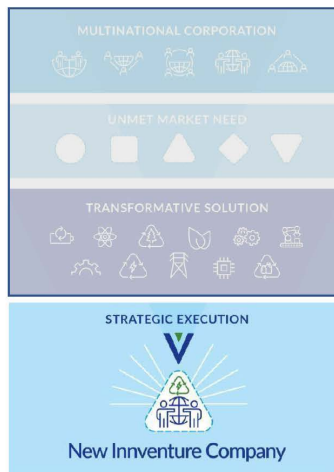 MULTINATIONAL CORPORATION
UNMET MARKET NEED
TRANSFORMATIVE SOLUTION
STRATEGIC EXECUTION
New Innventure Company